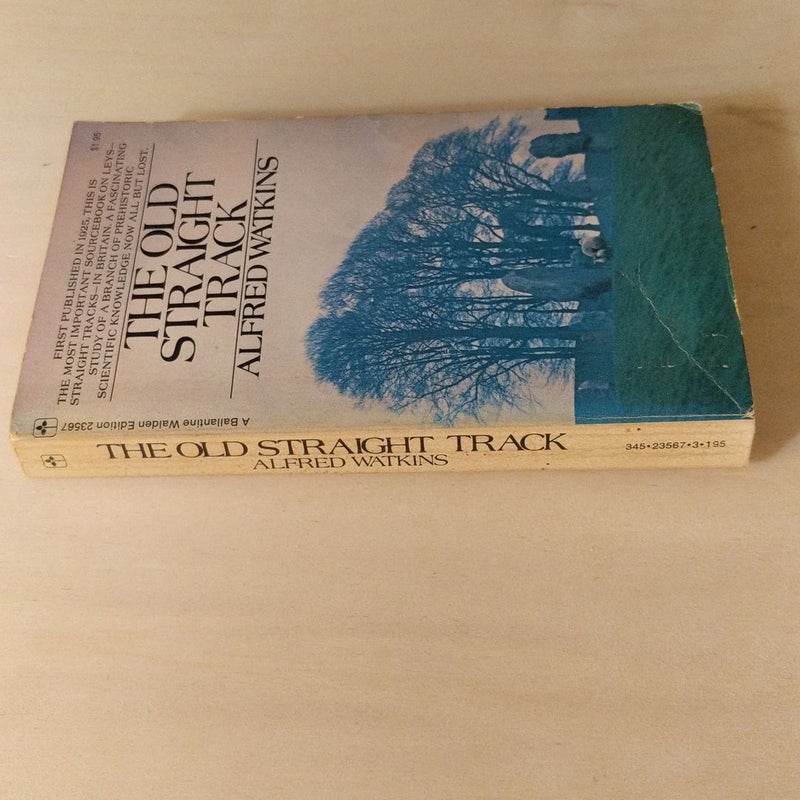 $1.95
FIRST PUBLISHED IN 1925, THIS IS
THE MOST IMPORTANT SOURCEBOOK ON LEYS—
STRAIGHT TRACKS—IN BRITAIN, A FASCINATING
STUDY OF A BRANCH OF PREHISTORIC
SCIENTIFIC KNOWLEDGE NOW ALL BUT LOST.
THE OLD
STRAIGHT
TRACK
ALFRED WATKINS
A Ballantine Walden Edition 23567
THE OLD STRAIGHT TRACK
ALFRED WATKINS
345•23567•3•195